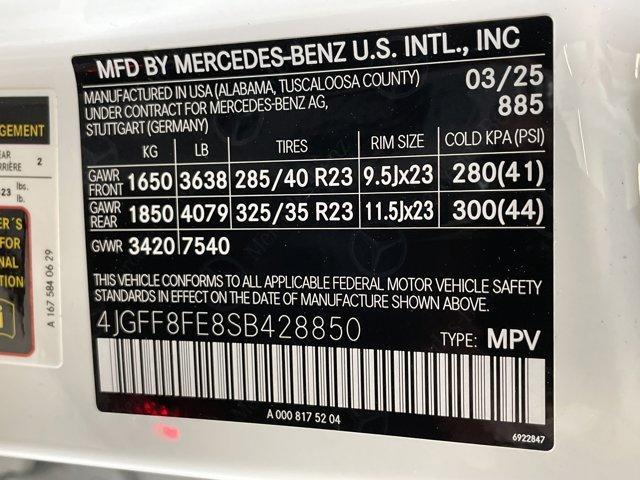 MFD BY MERCEDES-BENZ U.S. INTL., INC
MANUFACTURED IN USA (ALABAMA, TUSCALOOSA COUNTY) 03/25
UNDER CONTRACT FOR MERCEDES-BENZ AG, 885
STUTTGART (GERMANY)
KG LB TIRES RIM SIZE COLD KPA (PSI)
GAWR FRONT 1650 3638 285/40 R23 9.5Jx23 280(41)
GAWR REAR 1850 4079 325/35 R23 11.5Jx23 300(44)
GVWR 3420 7540
THIS VEHICLE CONFORMS TO ALL APPLICABLE FEDERAL MOTOR VEHICLE SAFETY
STANDARDS IN EFFECT ON THE DATE OF MANUFACTURE SHOWN ABOVE.
4JGFF8FE8SB428850 TYPE: MPV
A 000 817 52 04
6922847
2
lbs.
kg.
FOR
A 167 584 06 29